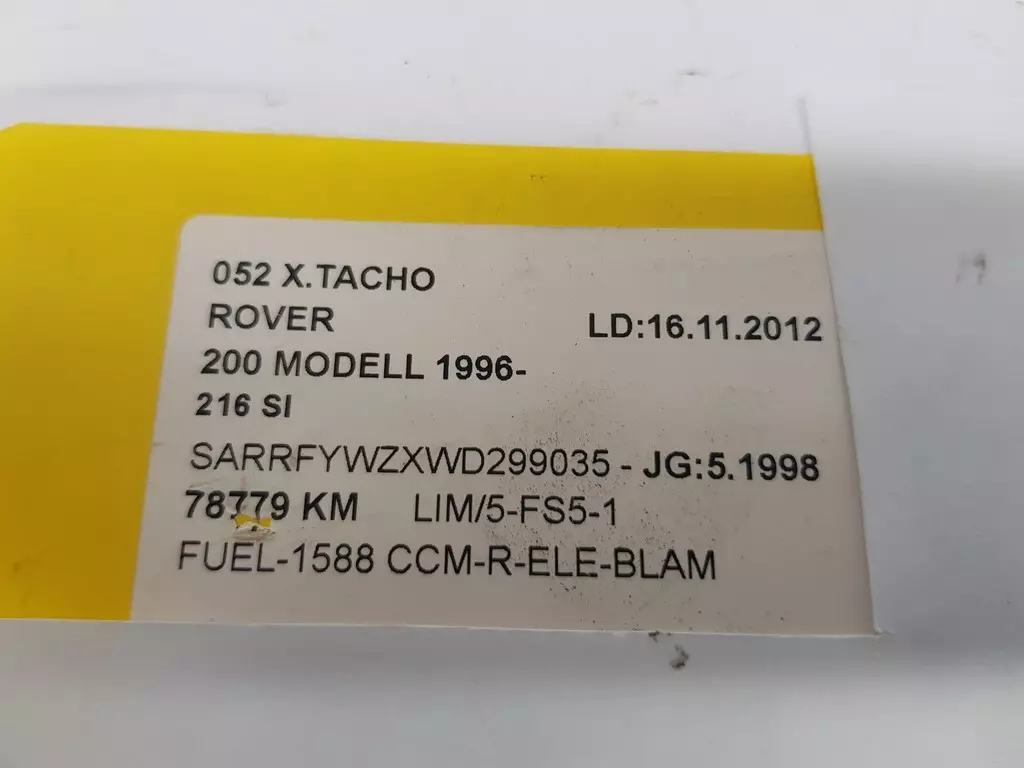 052 X.TACHO
ROVER LD:16.11.2012
200 MODELL 1996-
216 SI
SARRFYWZXWD299035 - JG:5.1998
78779 KM LIM/5-FS5-1
FUEL-1588 CCM-R-ELE-BLAM